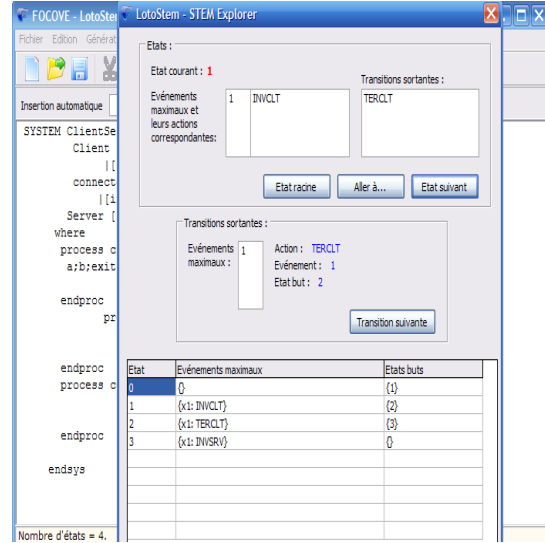 FOCOVE - LotoSte
LotoStem - STEM Explorer
Fichier Edition Générat
Insertion automatique
SYSTEM ClientSe
Client
|[
connect
|[i
Server [
where
process c
a;b;exit
endproc
pr
endproc
process c
endproc
endsys
Nombre d'états = 4.
Etats :
Etat courant : 1
Transitions sortantes :
Evénements
maximaux et
leurs actions
correspondantes:
1 INVCLT
TERCLT
Etat racine Aller à... Etat suivant
Transitions sortantes :
Evénements
maximaux :
1
Action : TERCLT
Evénement : 1
Etat but : 2
Transition suivante
Etat Evénements maximaux Etats buts
0 {} {1}
1 {x1: INVCLT} {2}
2 {x1: TERCLT} {3}
3 {x1: INVSRV} {}